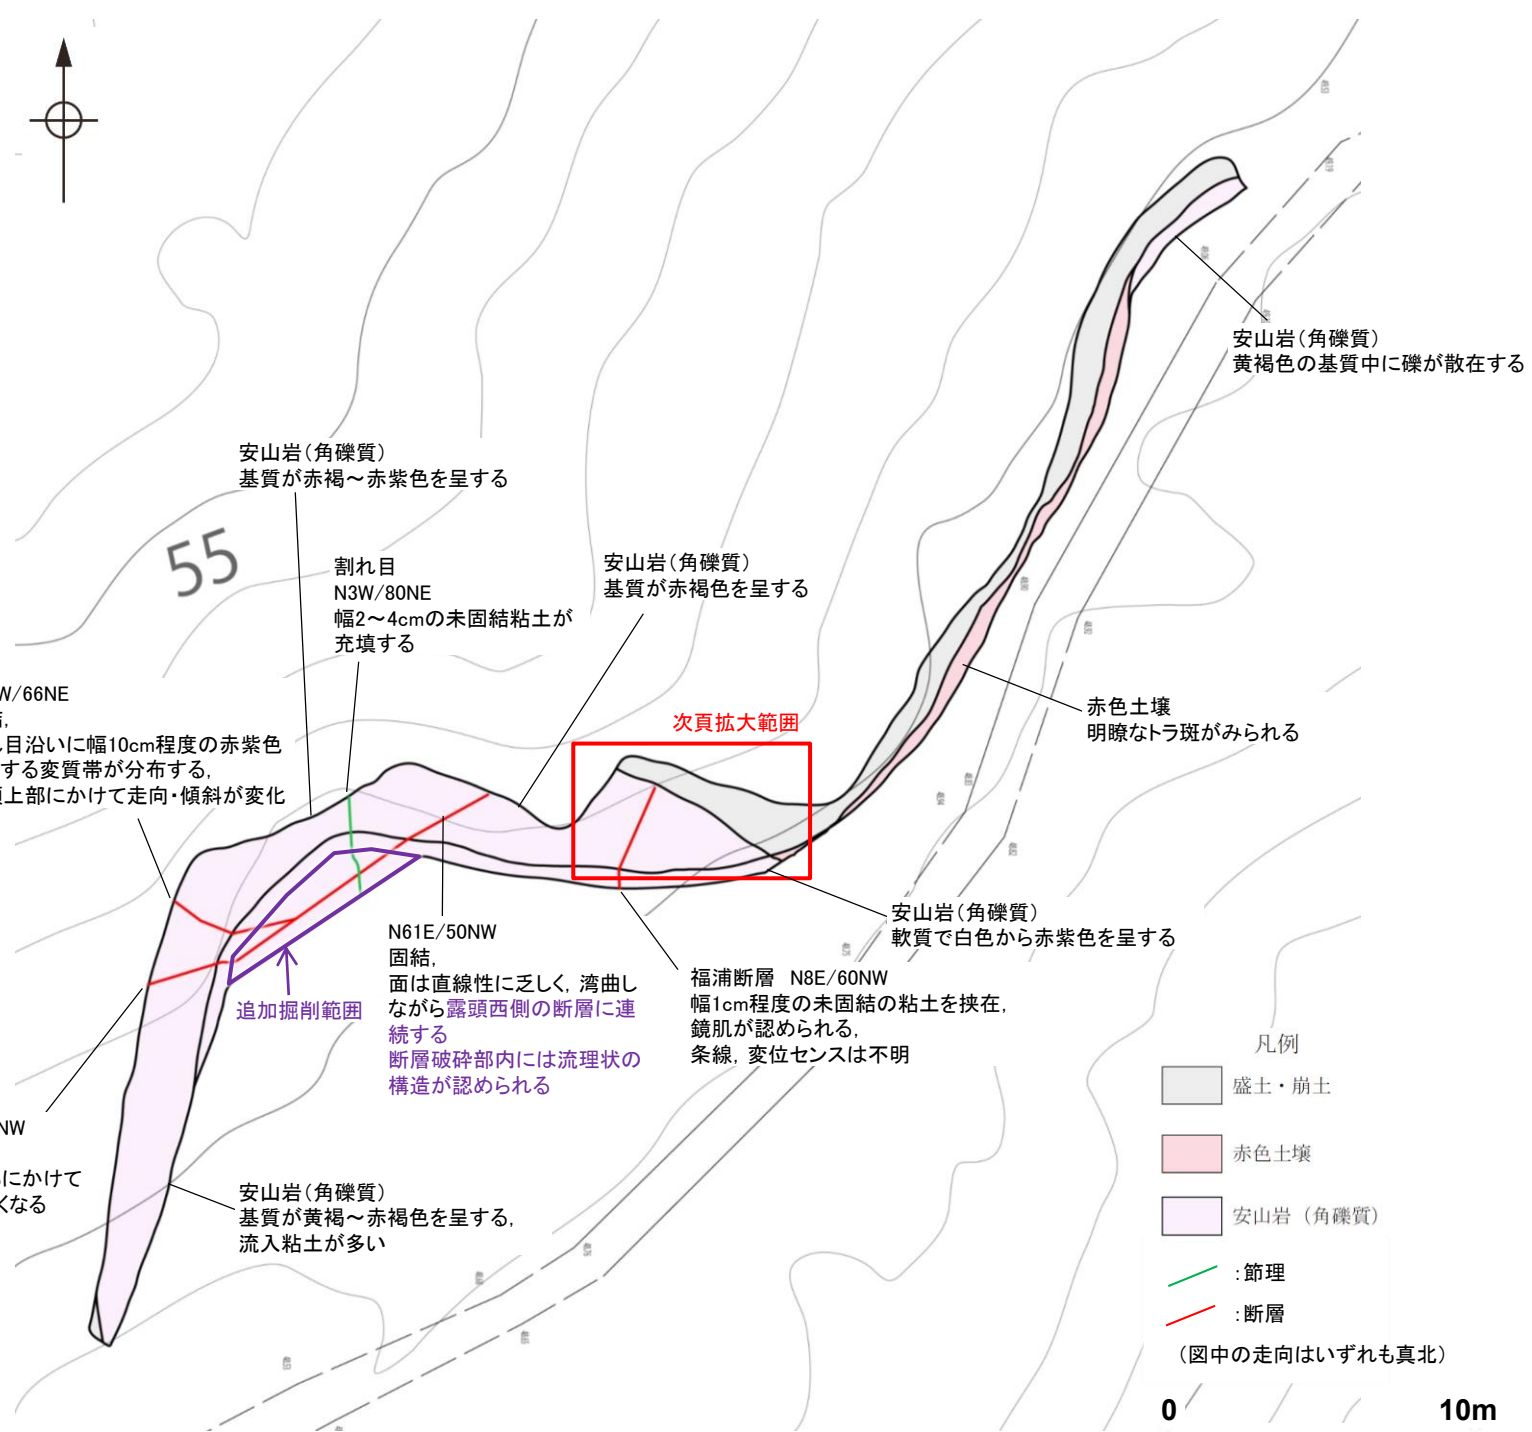 安山岩(角礫質)
黄褐色の基質中に礫が散在する
安山岩(角礫質)
基質が赤褐～赤紫色を呈する
55
割れ目
N3W/80NE
幅2～4cmの未固結粘土が
充填する
安山岩(角礫質)
基質が赤褐色を呈する
W/66NE
目沿いに幅10cm程度の赤紫色
する変質帯が分布する,
上部にかけて走向・傾斜が変化
次頁拡大範囲
赤色土壌
明瞭なトラ斑がみられる
安山岩(角礫質)
軟質で白色から赤紫色を呈する
N61E/50NW
固結,
面は直線性に乏しく, 湾曲し
ながら露頭西側の断層に連
続する
断層破砕部内には流理状の
構造が認められる
追加掘削範囲
福浦断層 N8E/60NW
幅1cm程度の未固結の粘土を挟在,
鏡肌が認められる,
条線, 変位センスは不明
NW
にかけて
くなる
安山岩(角礫質)
基質が黄褐～赤褐色を呈する,
流入粘土が多い
凡例
盛土・崩土
赤色土壌
安山岩（角礫質）
:節理
:断層
（図中の走向はいずれも真北）
0 10m